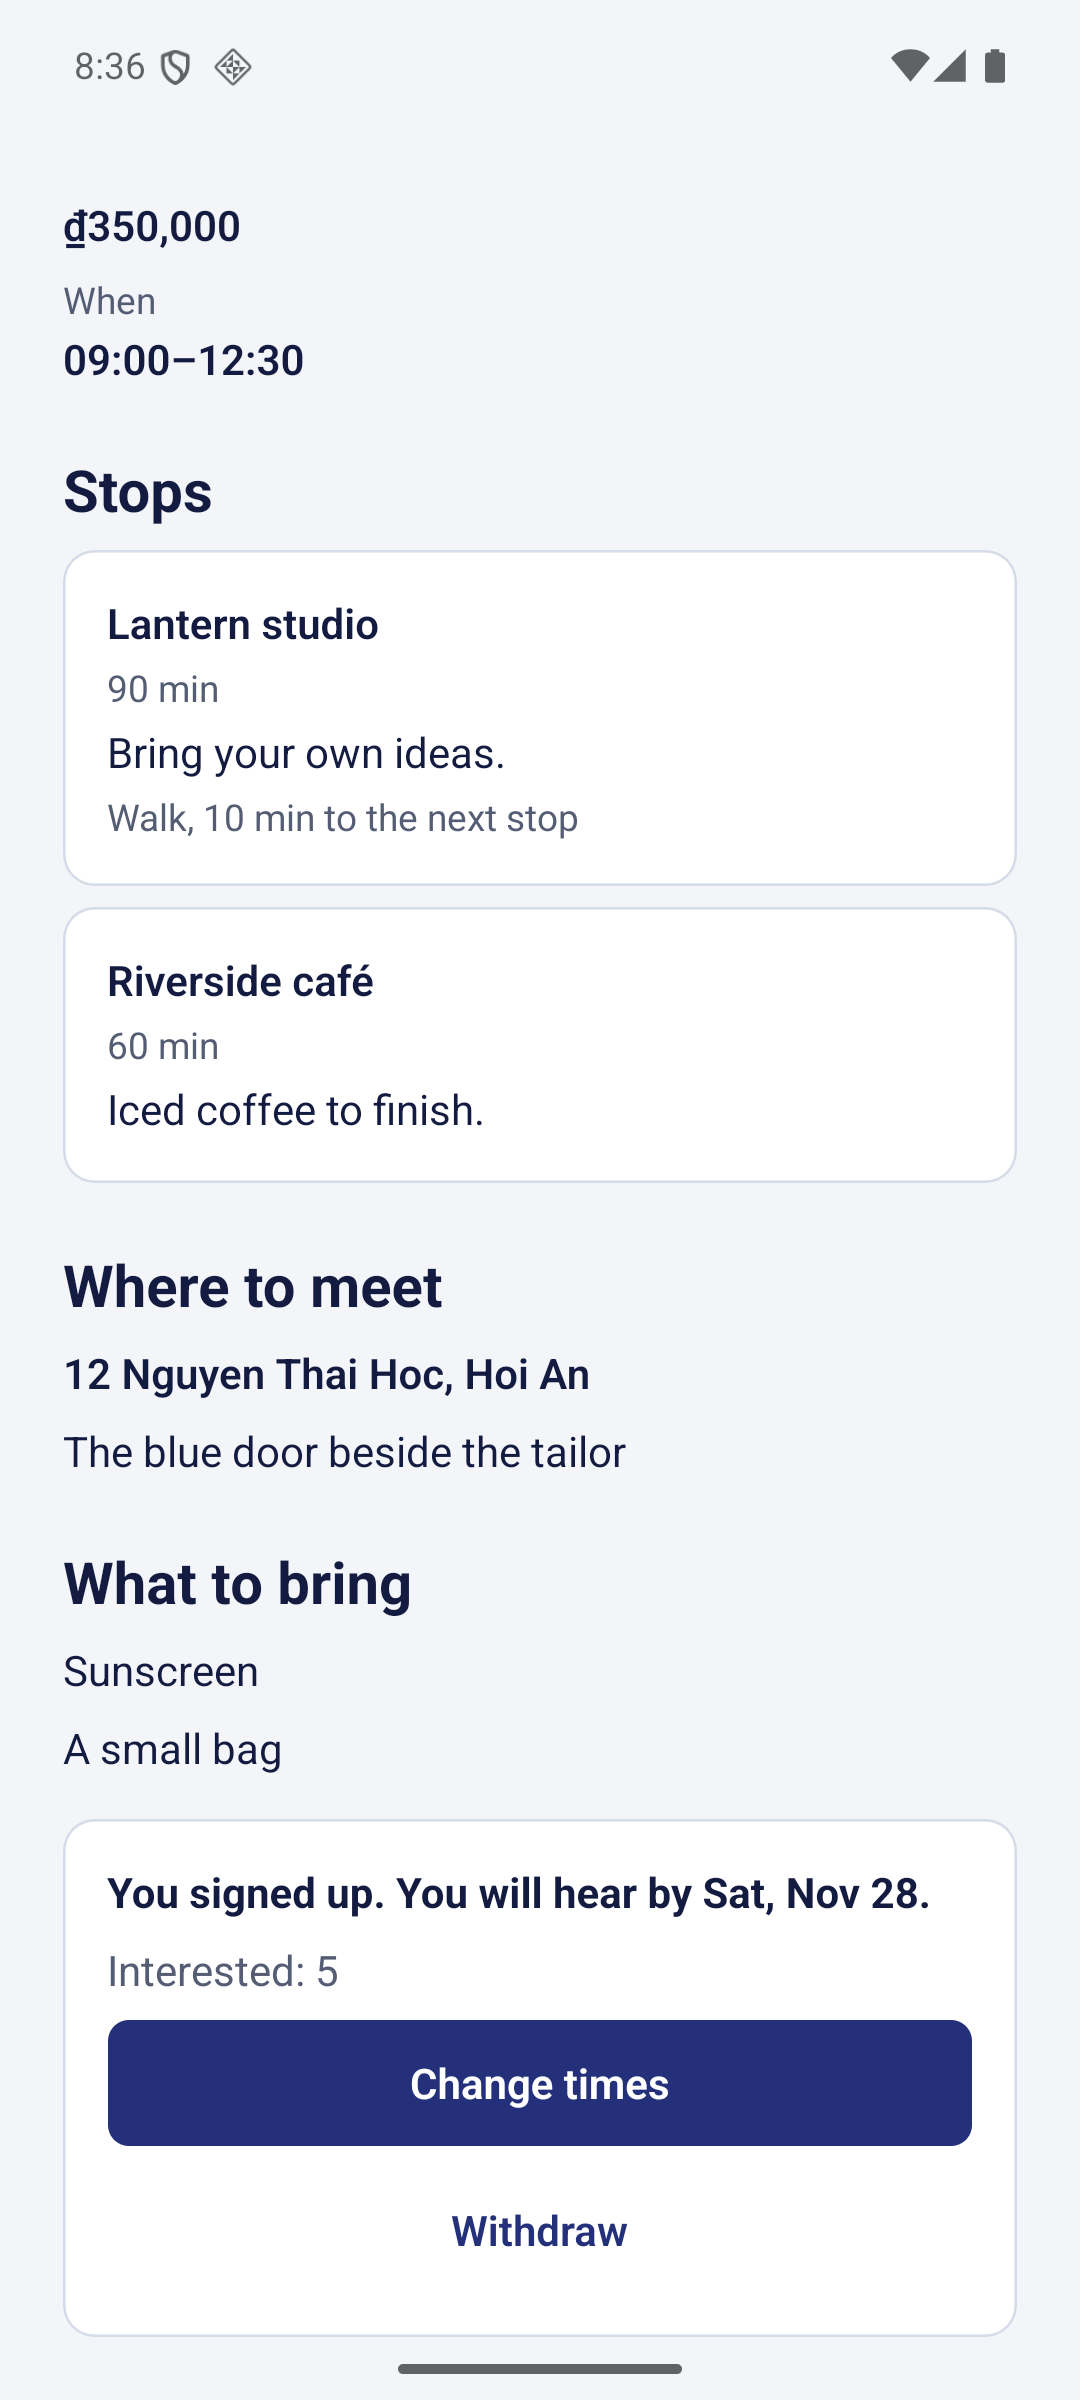 8:36
₫350,000
When
09:00–12:30
Stops
Lantern studio
90 min
Bring your own ideas.
Walk, 10 min to the next stop
Riverside café
60 min
Iced coffee to finish.
Where to meet
12 Nguyen Thai Hoc, Hoi An
The blue door beside the tailor
What to bring
Sunscreen
A small bag
You signed up. You will hear by Sat, Nov 28.
Interested: 5
Change times
Withdraw